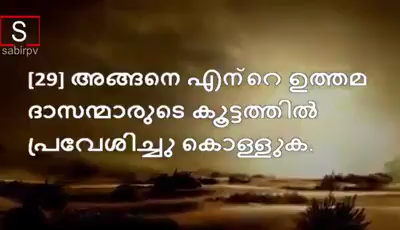 S
sabirpv
[29] അങ്ങനെ എന്‍റെ ഉത്തമ
ദാസന്മാരുടെ കൂട്ടത്തില്‍
പ്രവേശിച്ചു കൊള്ളുക.